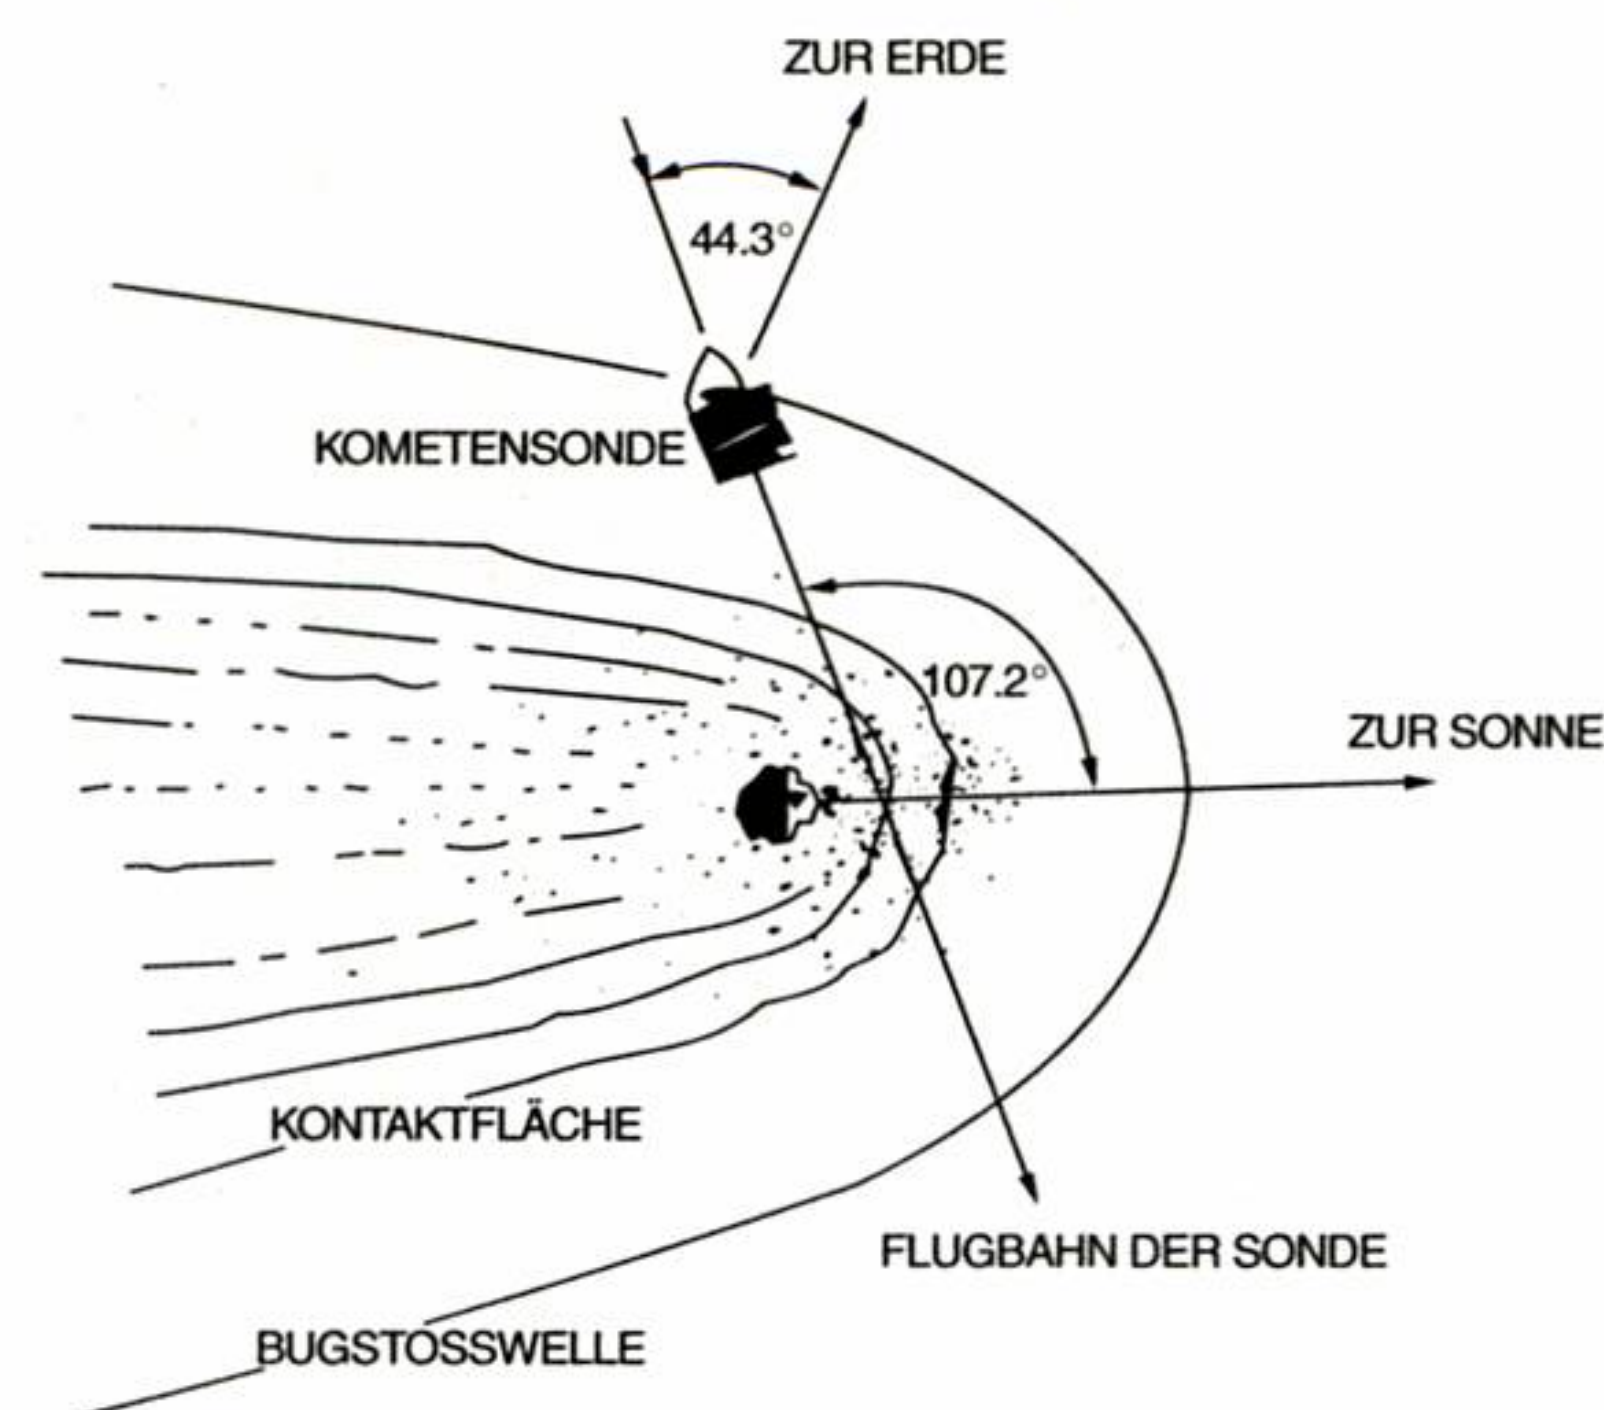 ZUR ERDE
44.3°
KOMETENSONDE
107.2°
ZUR SONNE
KONTAKTFLÄCHE
FLUGBAHN DER SONDE
BUGSTOSSWELLE